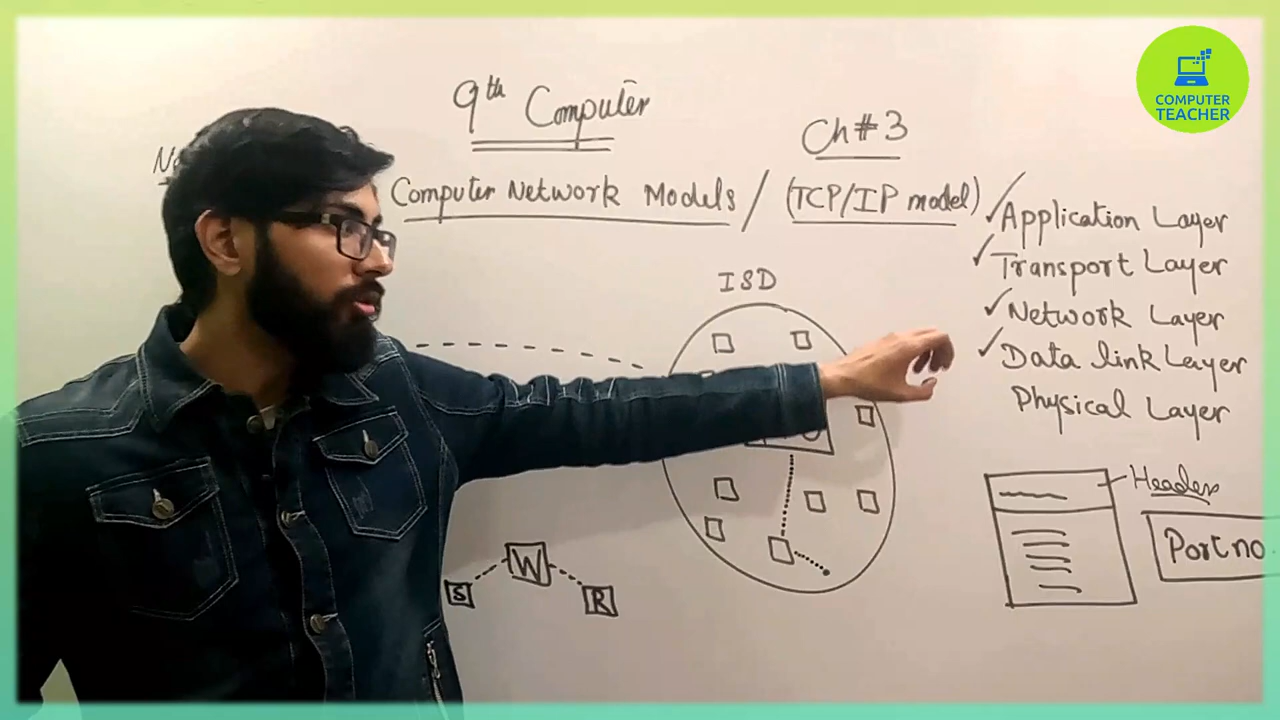 9th Computer
Ch # 3
Computer Network Models / (TCP/IP model)
Application Layer
Transport Layer
Network Layer
Data link Layer
Physical Layer
ISD
Header
Port no
S
W
R
COMPUTER
TEACHER